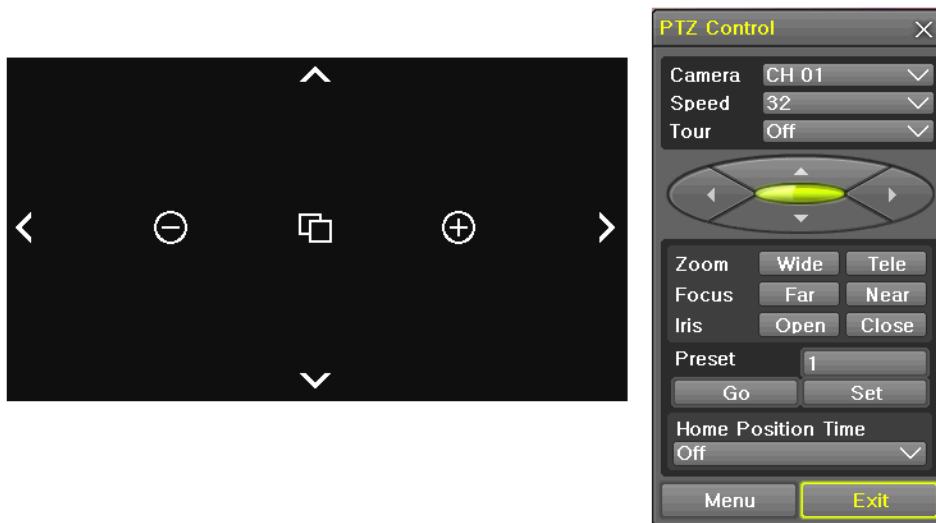 PTZ Control
Camera CH 01
Speed 32
Tour Off
Zoom Wide Tele
Focus Far Near
Iris Open Close
Preset 1
Go Set
Home Position Time
Off
Menu Exit